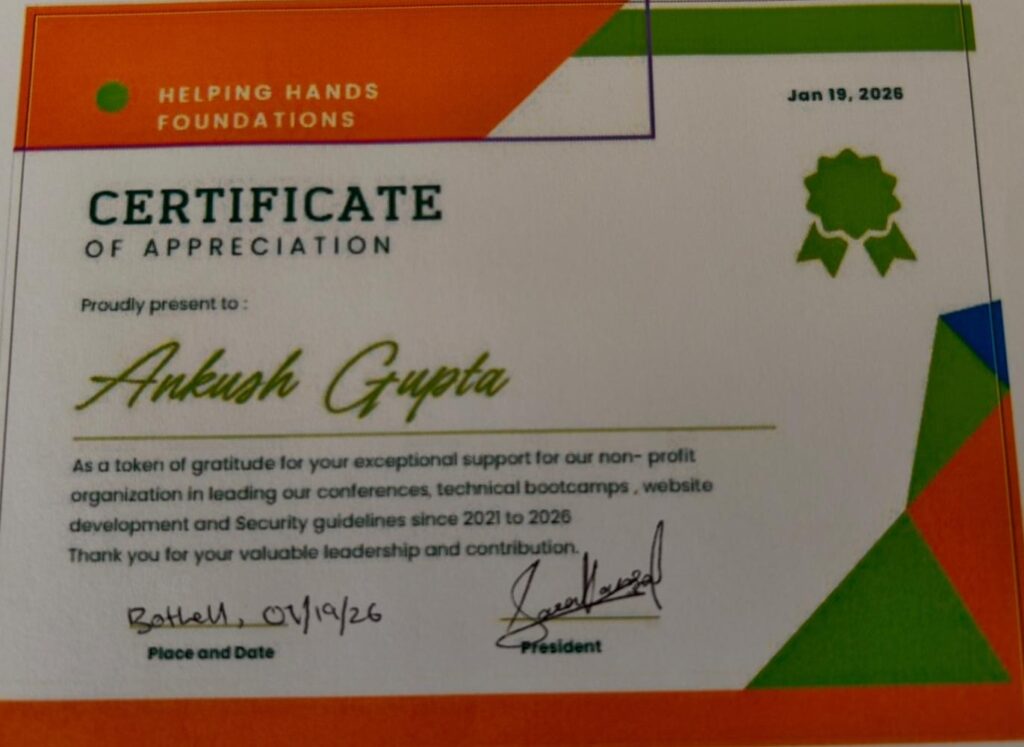 HELPING HANDS
FOUNDATIONS
Jan 19, 2026
CERTIFICATE
OF APPRECIATION
Proudly present to :
Ankush Gupta
As a token of gratitude for your exceptional support for our non- profit
organization in leading our conferences, technical bootcamps , website
development and Security guidelines since 2021 to 2026
Thank you for your valuable leadership and contribution.
Bothell, 01/19/26
Place and Date
President